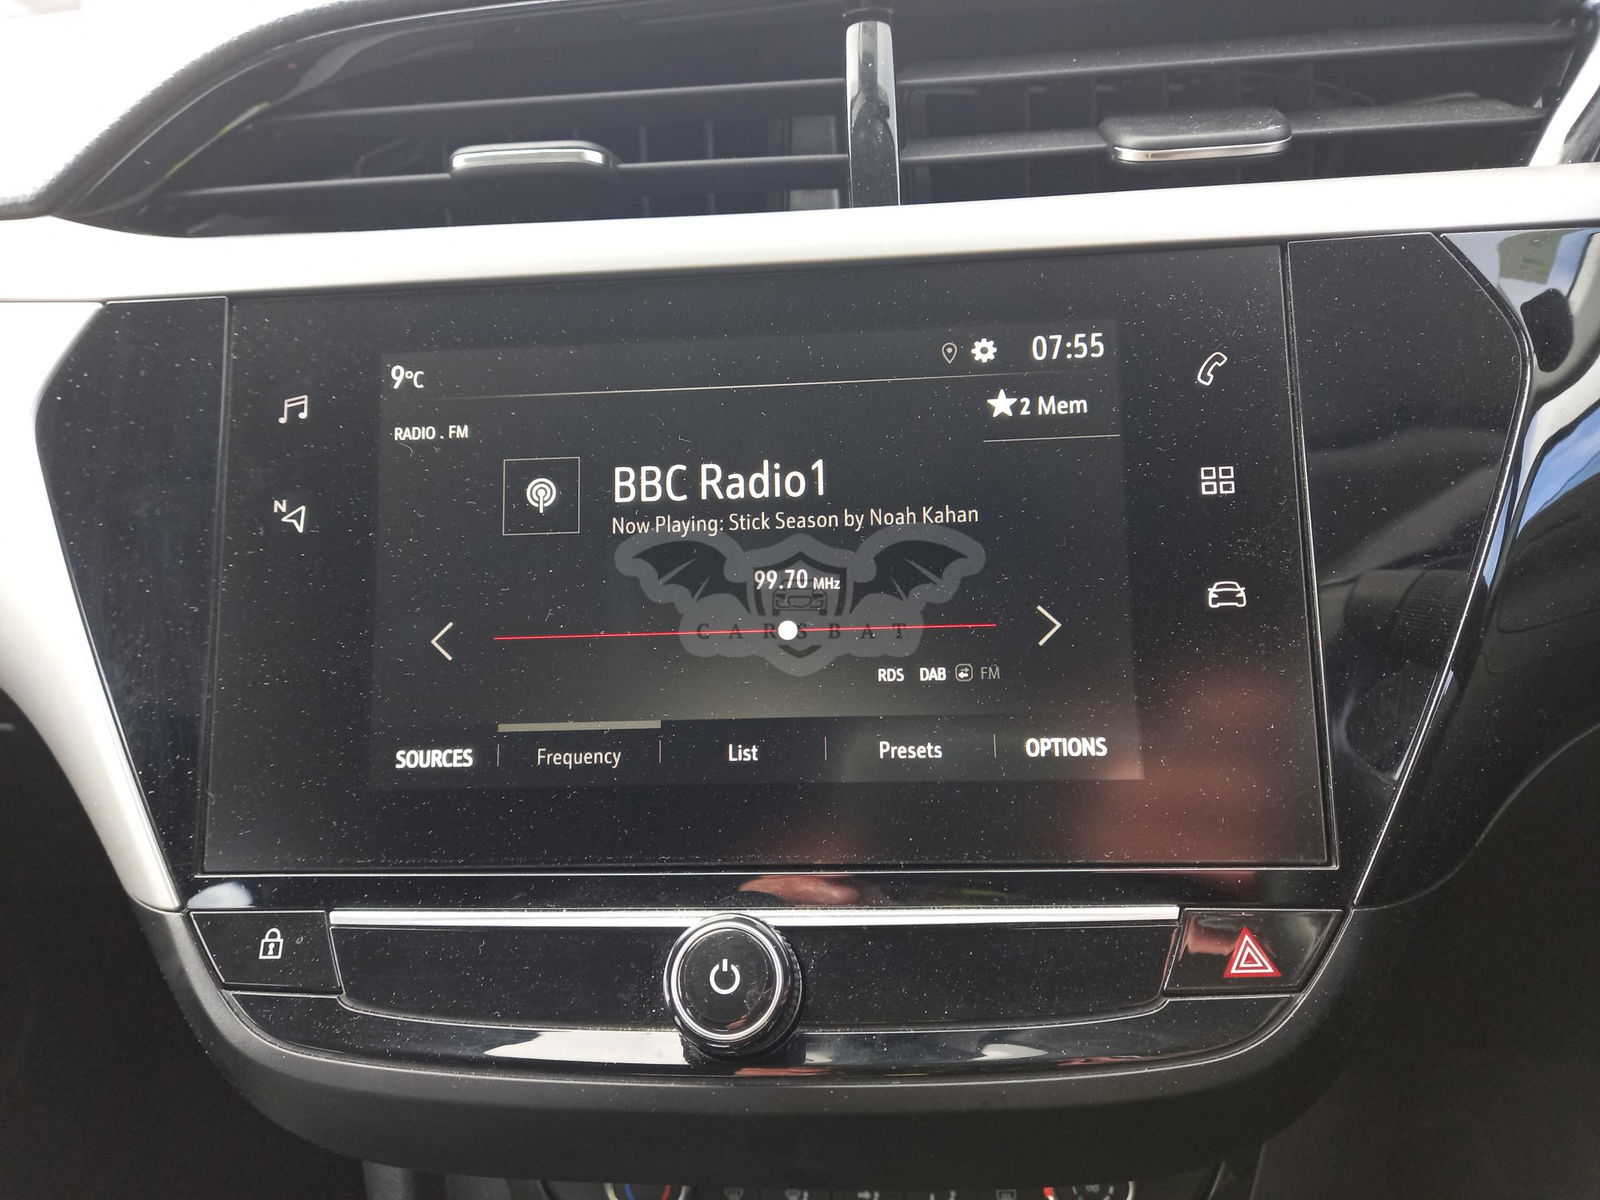 07:55
9°C
2 Mem
RADIO . FM
BBC Radio1
Now Playing: Stick Season by Noah Kahan
99.70 MHz
CARSBAT
RDS DAB FM
SOURCES Frequency List Presets OPTIONS
N